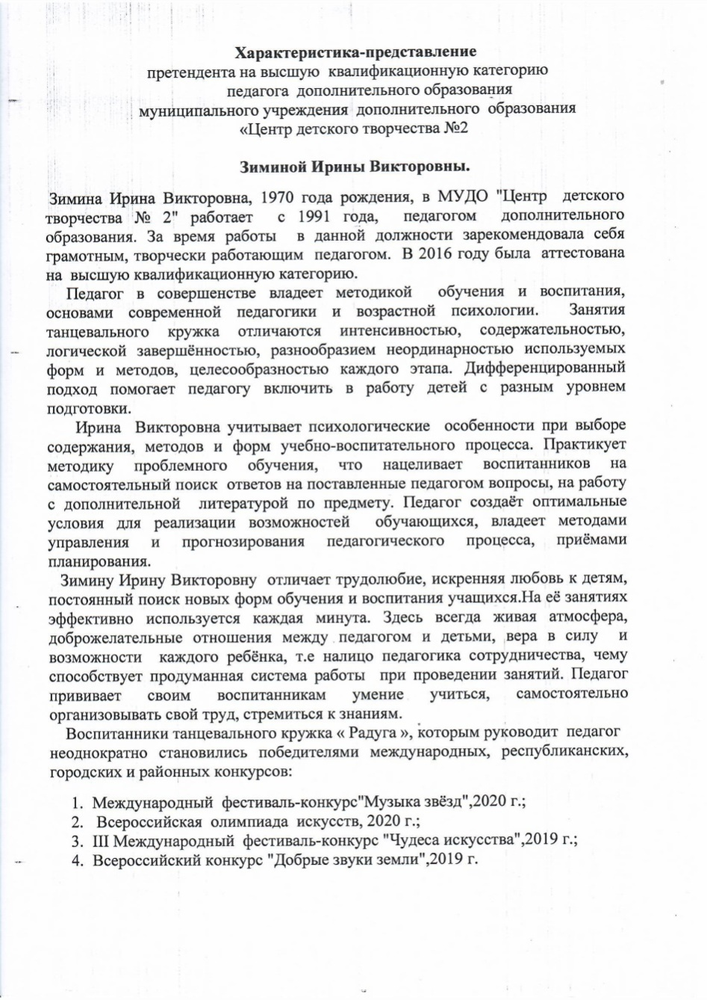 Характеристика-представление
претендента на высшую квалификационную категорию
педагога дополнительного образования
муниципального учреждения дополнительного образования
«Центр детского творчества №2
Зиминой Ирины Викторовны.
Зимина Ирина Викторовна, 1970 года рождения, в МУДО "Центр детского
творчества № 2" работает с 1991 года, педагогом дополнительного
образования. За время работы в данной должности зарекомендовала себя
грамотным, творчески работающим педагогом. В 2016 году была аттестована
на высшую квалификационную категорию.
Педагог в совершенстве владеет методикой обучения и воспитания,
основами современной педагогики и возрастной психологии. Занятия
танцевального кружка отличаются интенсивностью, содержательностью,
логической завершённостью, разнообразием неординарностью используемых
форм и методов, целесообразностью каждого этапа. Дифференцированный
подход помогает педагогу включить в работу детей с разным уровнем
подготовки.
Ирина Викторовна учитывает психологические особенности при выборе
содержания, методов и форм учебно-воспитательного процесса. Практикует
методику проблемного обучения, что нацеливает воспитанников на
самостоятельный поиск ответов на поставленные педагогом вопросы, на работу
с дополнительной литературой по предмету. Педагог создаёт оптимальные
условия для реализации возможностей обучающихся, владеет методами
управления и прогнозирования педагогического процесса, приёмами
планирования.
Зимину Ирину Викторовну отличает трудолюбие, искренняя любовь к детям,
постоянный поиск новых форм обучения и воспитания учащихся.На её занятиях
эффективно используется каждая минута. Здесь всегда живая атмосфера,
доброжелательные отношения между педагогом и детьми, вера в силу и
возможности каждого ребёнка, т.е налицо педагогика сотрудничества, чему
способствует продуманная система работы при проведении занятий. Педагог
прививает своим воспитанникам умение учиться, самостоятельно
организовывать свой труд, стремиться к знаниям.
Воспитанники танцевального кружка « Радуга », которым руководит педагог
неоднократно становились победителями международных, республиканских,
городских и районных конкурсов:
1. Международный фестиваль-конкурс"Музыка звёзд",2020 г.;
2. Всероссийская олимпиада искусств, 2020 г.;
3. III Международный фестиваль-конкурс "Чудеса искусства",2019 г.;
4. Всероссийский конкурс "Добрые звуки земли",2019 г.